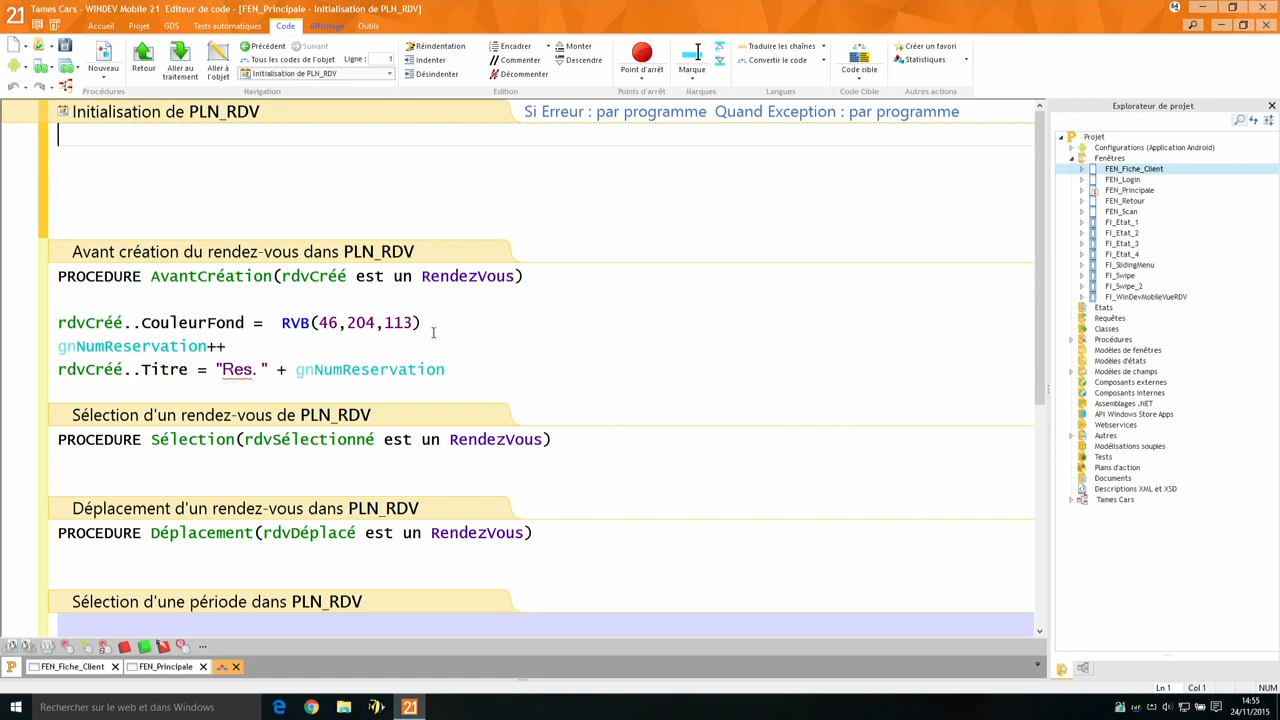 21
Tames Cars - WINDEV Mobile 21 Editeur de code - [FEN_Principale - Initialisation de PLN_RDV]
64
Accueil Projet GDS Tests automatiques Code Affichage Outils
Nouveau
Procédures
Retour
Aller au traitement
Aller à l'objet
Précédent Suivant
Tous les codes de l'objet Ligne : 1
Initialisation de PLN_RDV
Navigation
Réindentation
Indenter
Désindenter
Encadrer
Commenter
Décommenter
Monter
Descendre
Edition
Point d'arrêt
Points d'arrêt
Marque
Marques
Traduire les chaînes
Convertir le code
Langues
Code cible
Code Cible
Créer un favori
Statistiques
Autres actions
Initialisation de PLN_RDV
Si Erreur : par programme Quand Exception : par programme
Avant création du rendez-vous dans PLN_RDV
PROCEDURE AvantCréation(rdvCréé est un RendezVous)
rdvCréé..CouleurFond = RVB(46,204,113)
gnNumReservation++
rdvCréé..Titre = "Res. " + gnNumReservation
Sélection d'un rendez-vous de PLN_RDV
PROCEDURE Sélection(rdvSélectionné est un RendezVous)
Déplacement d'un rendez-vous dans PLN_RDV
PROCEDURE Déplacement(rdvDéplacé est un RendezVous)
Sélection d'une période dans PLN_RDV
Explorateur de projet
Projet
Configurations (Application Android)
Fenêtres
FEN_Fiche_Client
FEN_Login
FEN_Principale
FEN_Retour
FEN_Scan
FI_Etat_1
FI_Etat_2
FI_Etat_3
FI_Etat_4
FI_SlidingMenu
FI_Swipe
FI_Swipe_2
FI_WinDevMobileVueRDV
Etats
Requêtes
Classes
Procédures
Modèles de fenêtres
Modèles d'états
Modèles de champs
Composants externes
Composants internes
Assemblages .NET
API Windows Store Apps
Webservices
Autres
Modélisations souples
Tests
Plans d'action
Documents
Descriptions XML et XSD
Tames Cars
FEN_Fiche_Client FEN_Principale
Ln 1 Col 1 NUM
Rechercher sur le web et dans Windows
21
14:55
24/11/2015